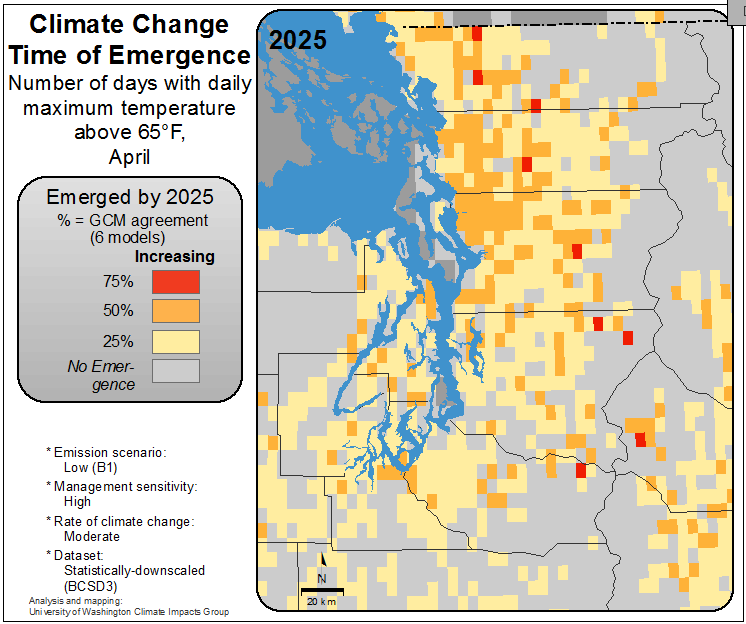 Climate Change
Time of Emergence
Number of days with daily
maximum temperature
above 65°F,
April
Emerged by 2025
% = GCM agreement
(6 models)
Increasing
75%
50%
25%
No Emer-
gence
* Emission scenario:
Low (B1)
* Management sensitivity:
High
* Rate of climate change:
Moderate
* Dataset:
Statistically-downscaled
(BCSD3)
Analysis and mapping:
University of Washington Climate Impacts Group
2025
N
20 km